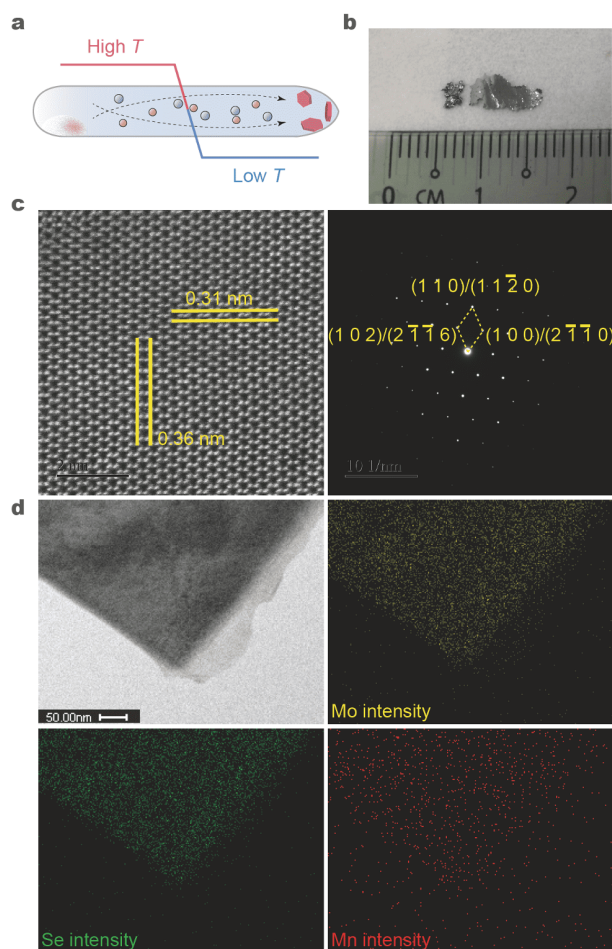 a
High T
Low T
b
0 CM 1 2
c
0.31 nm
0.36 nm
2 nm
(1 1 0)/(1 1 2̅ 0)
(1 0 2)/(2 1̅ 1̅ 6)
(1 0 0)/(2 1̅ 1̅ 0)
10 1/nm
d
50.00nm
Mo intensity
Se intensity
Mn intensity